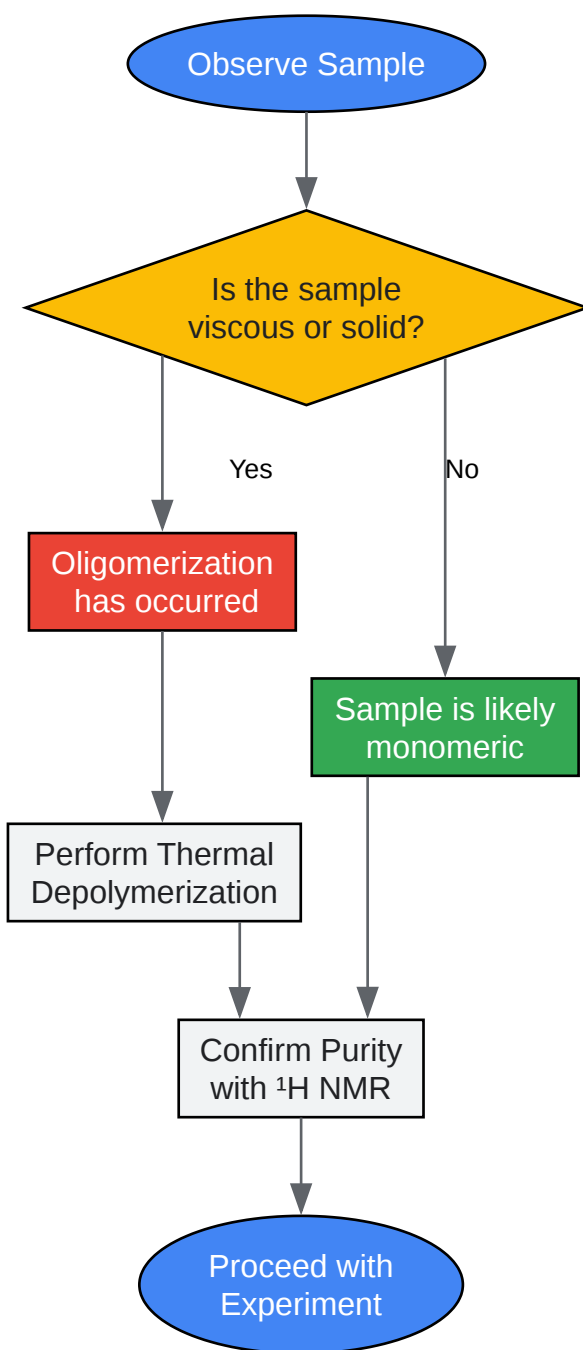 Observe Sample
Is the sample
viscous or solid?
Yes
No
Oligomerization
has occurred
Sample is likely
monomeric
Perform Thermal
Depolymerization
Confirm Purity
with ¹H NMR
Proceed with
Experiment